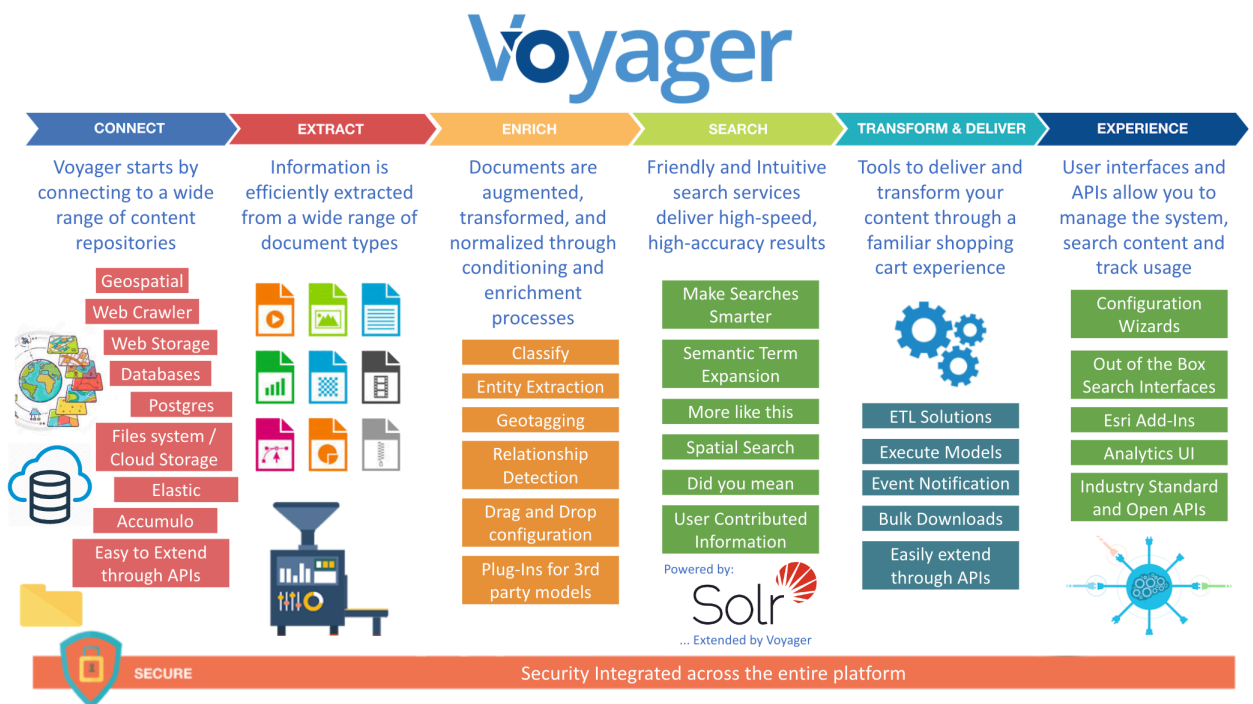 Voyager
CONNECT
EXTRACT
ENRICH
SEARCH
TRANSFORM & DELIVER
EXPERIENCE
Voyager starts by
connecting to a wide
range of content
repositories
Geospatial
Web Crawler
Web Storage
Databases
Postgres
Files system /
Cloud Storage
Elastic
Accumulo
Easy to Extend
through APIs
Information is
efficiently extracted
from a wide range of
document types
Documents are
augmented,
transformed, and
normalized through
conditioning and
enrichment
processes
Classify
Entity Extraction
Geotagging
Relationship
Detection
Drag and Drop
configuration
Plug-Ins for 3rd
party models
Friendly and Intuitive
search services
deliver high-speed,
high-accuracy results
Make Searches
Smarter
Semantic Term
Expansion
More like this
Spatial Search
Did you mean
User Contributed
Information
Powered by:
Solr
... Extended by Voyager
Tools to deliver and
transform your
content through a
familiar shopping
cart experience
ETL Solutions
Execute Models
Event Notification
Bulk Downloads
Easily extend
through APIs
User interfaces and
APIs allow you to
manage the system,
search content and
track usage
Configuration
Wizards
Out of the Box
Search Interfaces
Esri Add-Ins
Analytics UI
Industry Standard
and Open APIs
SECURE
Security Integrated across the entire platform